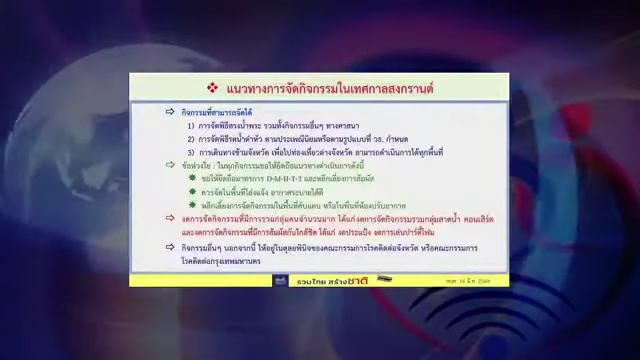 ❖ แนวทางการจัดกิจกรรมในเทศกาลสงกรานต์
⇨ กิจกรรมที่สามารถจัดได้
1) การจัดพิธีสรงน้ำพระ รวมทั้งกิจกรรมอื่นๆ ทางศาสนา
2) การจัดพิธีรดน้ำดำหัว ตามประเพณีนิยมหรือตามรูปแบบที่ วธ. กำหนด
3) การเดินทางข้ามจังหวัด เพื่อไปท่องเที่ยวต่างจังหวัด สามารถดำเนินการได้ทุกพื้นที่
⇨ ข้อห่วงใย : ในทุกกิจกรรมขอให้ยึดถือแนวทางดำเนินการดังนี้
✱ ขอให้ยึดถือมาตรการ D-M-H-T-T และหลีกเลี่ยงการสัมผัส
✱ ควรจัดในพื้นที่โล่งแจ้ง อากาศระบายได้ดี
✱ หลีกเลี่ยงการจัดกิจกรรมในพื้นที่คับแคบ หรือในพื้นที่ห้องปรับอากาศ
⇨ งดการจัดกิจกรรมที่มีการรวมกลุ่มคนจำนวนมาก ได้แก่ งดการจัดกิจกรรมรวมกลุ่มสาดน้ำ คอนเสิร์ต
และงดการจัดกิจกรรมที่มีการสัมผัสกันใกล้ชิด ได้แก่ งดประแป้ง งดการเล่นปาร์ตี้โฟม
⇨ กิจกรรมอื่นๆ นอกจากนี้ ให้อยู่ในดุลยพินิจของคณะกรรมการโรคติดต่อจังหวัด หรือคณะกรรมการ
โรคติดต่อกรุงเทพมหานคร
รวมไทย สร้างชาติ